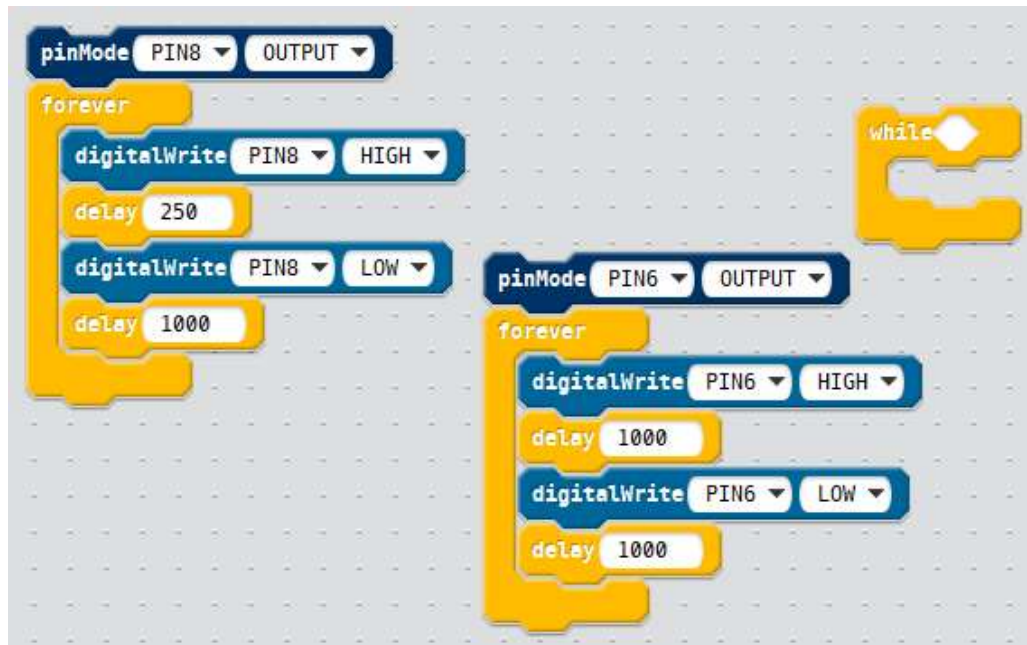 pinMode PIN8 OUTPUT
forever
digitalWrite PIN8 HIGH
delay 250
digitalWrite PIN8 LOW
delay 1000
while
pinMode PIN6 OUTPUT
forever
digitalWrite PIN6 HIGH
delay 1000
digitalWrite PIN6 LOW
delay 1000